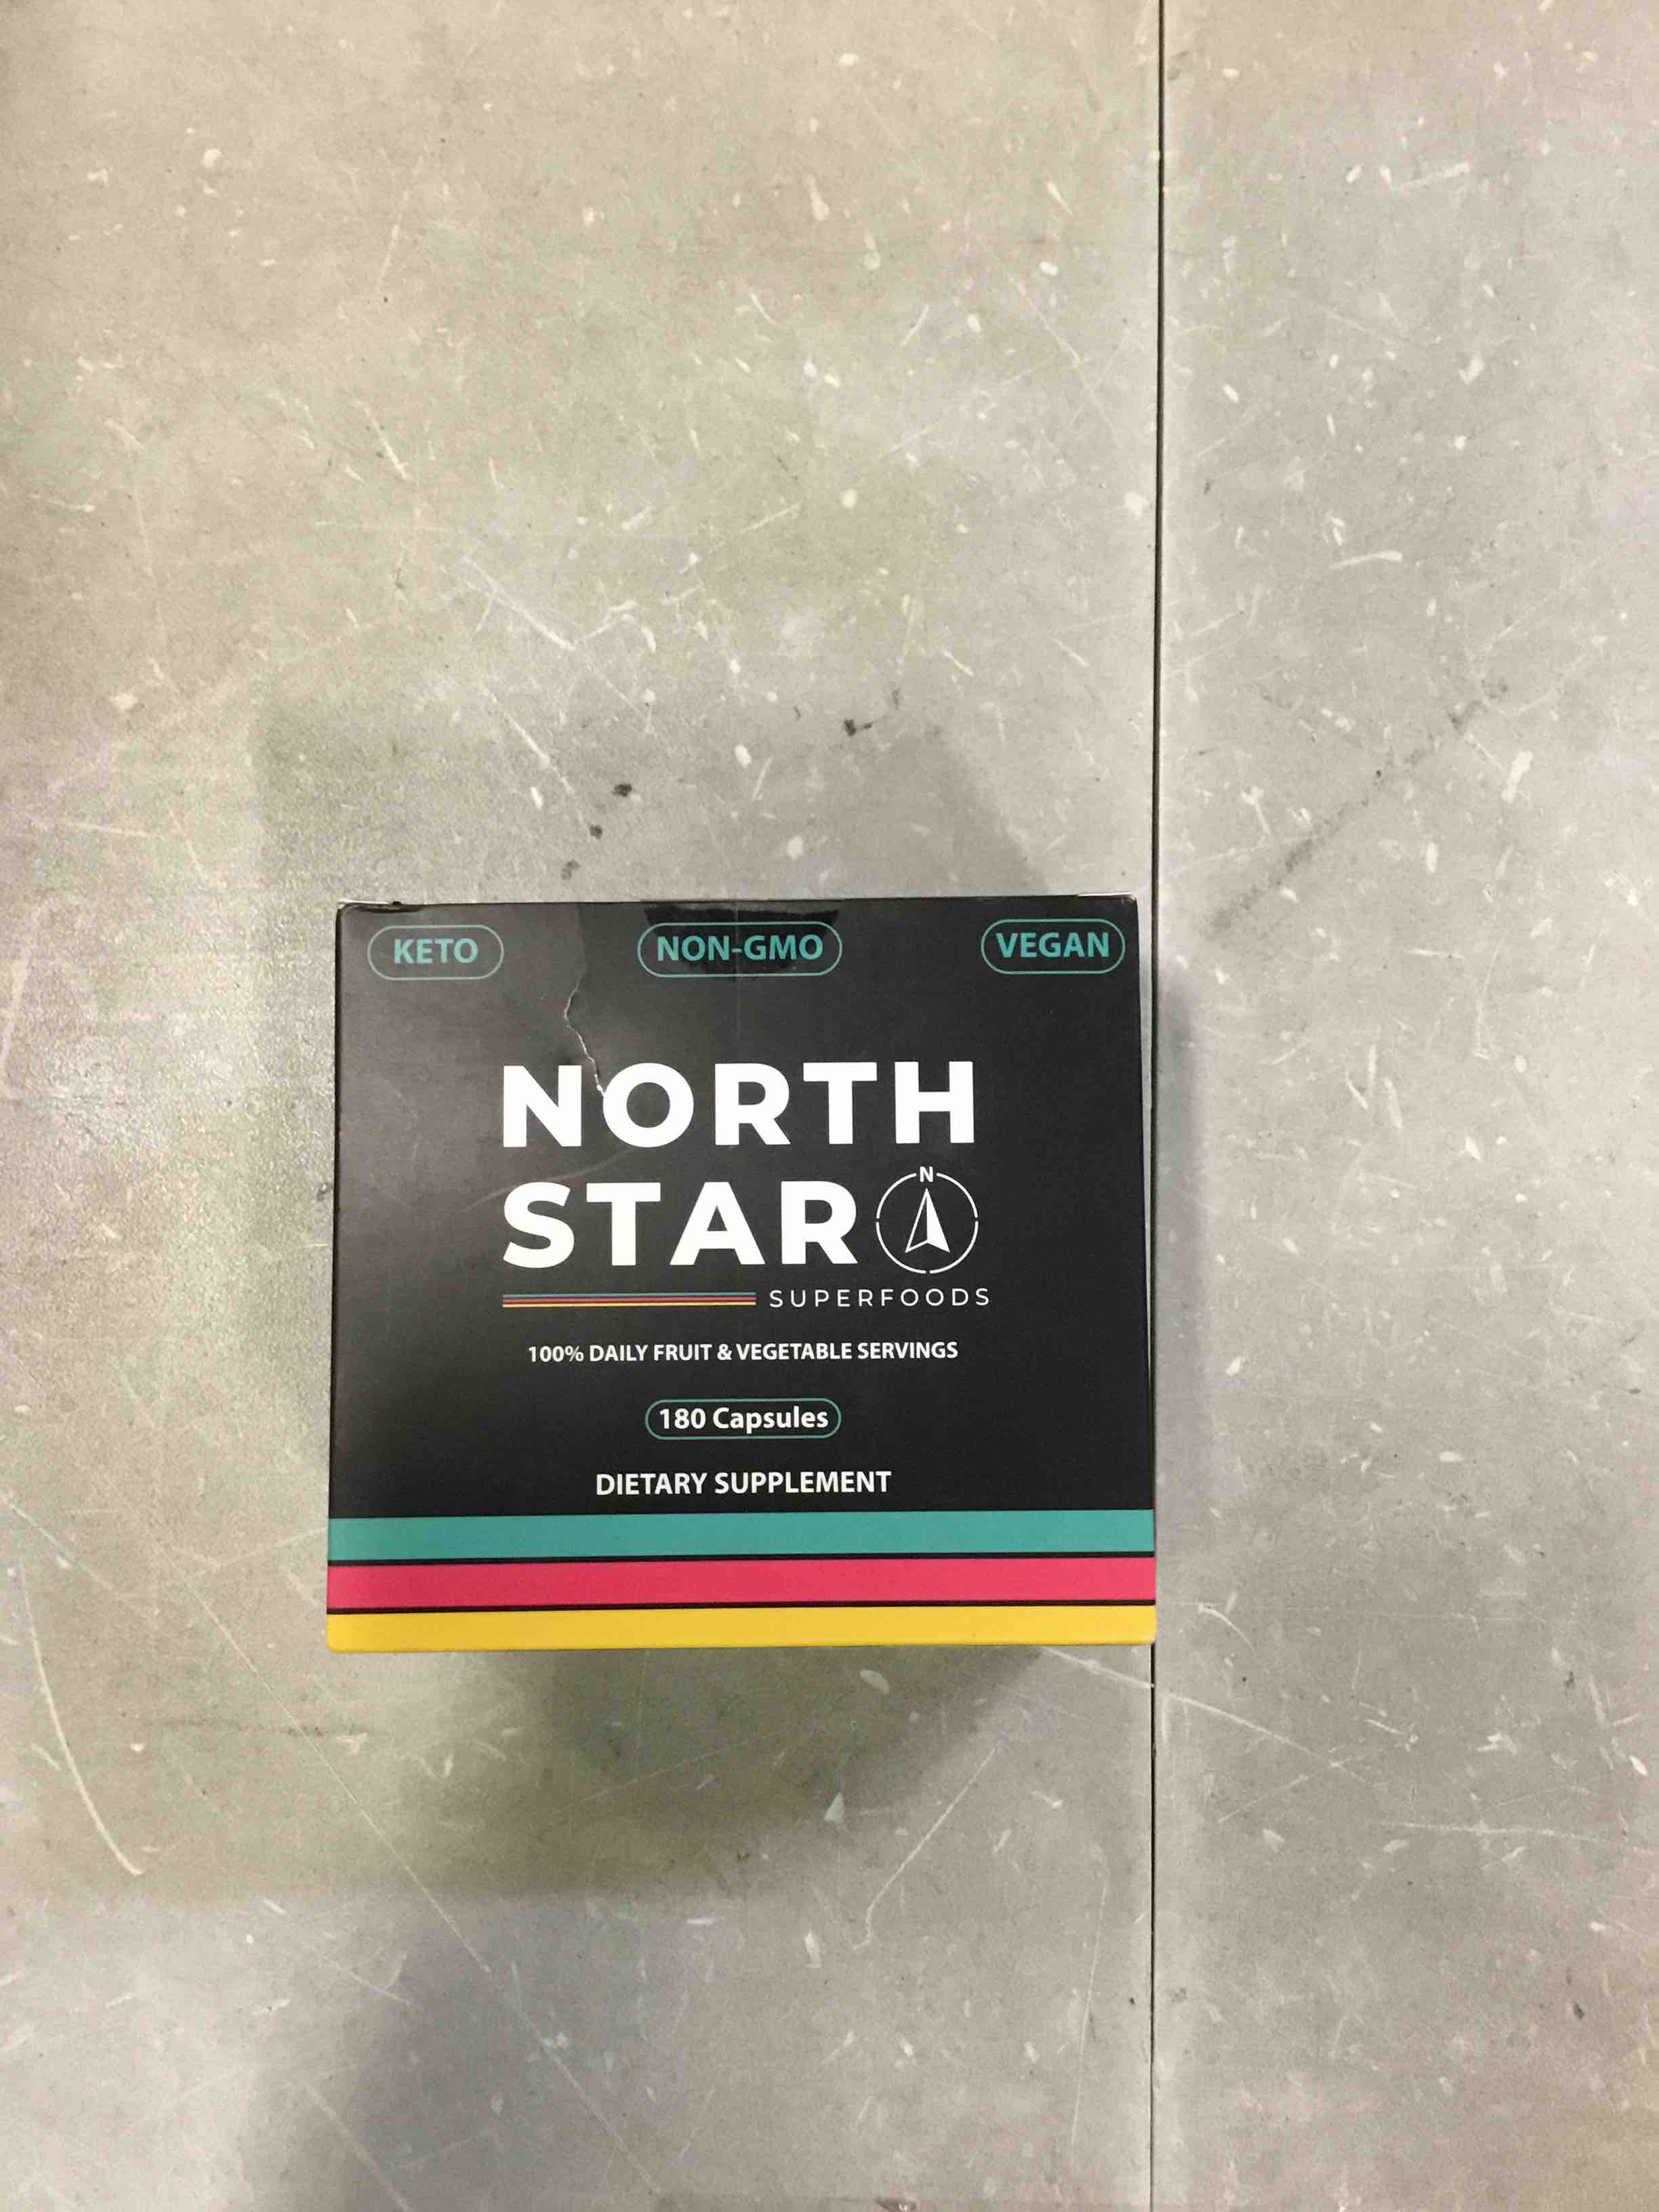 KETO NON-GMO VEGAN
NORTH
STAR N
SUPERFOODS
100% DAILY FRUIT & VEGETABLE SERVINGS
180 Capsules
DIETARY SUPPLEMENT